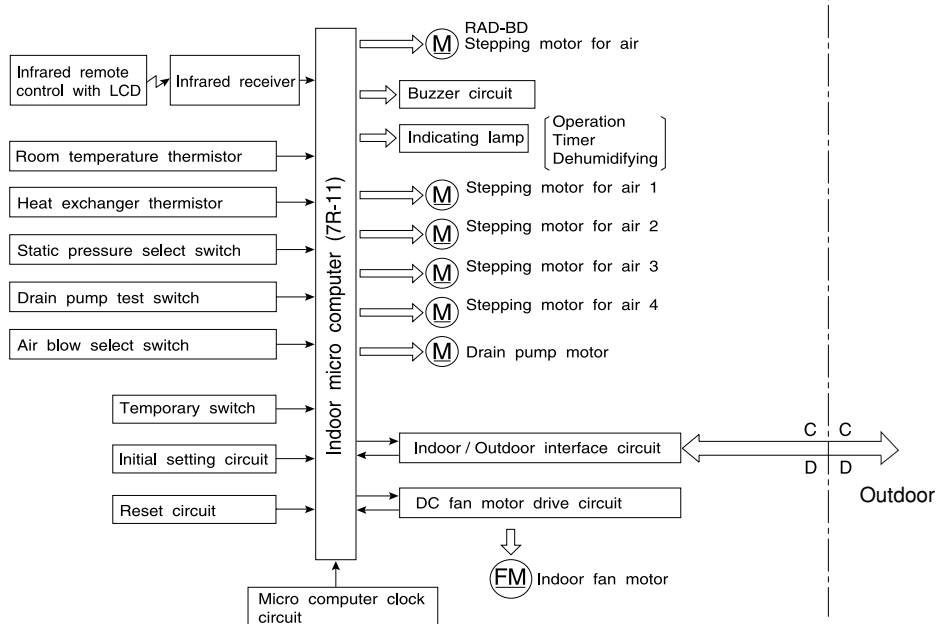 RAD-BD
Stepping motor for air
M
Infrared remote
control with LCD
Infrared receiver
Buzzer circuit
Indicating lamp
Operation
Timer
Dehumidifying
Room temperature thermistor
Heat exchanger thermistor
Static pressure select switch
Drain pump test switch
Air blow select switch
Temporary switch
Initial setting circuit
Reset circuit
Micro computer clock
circuit
Indoor micro computer (7R-11)
M
Stepping motor for air 1
M
Stepping motor for air 2
M
Stepping motor for air 3
M
Stepping motor for air 4
M
Drain pump motor
Indoor / Outdoor interface circuit
C C
D D
Outdoor
DC fan motor drive circuit
FM
Indoor fan motor